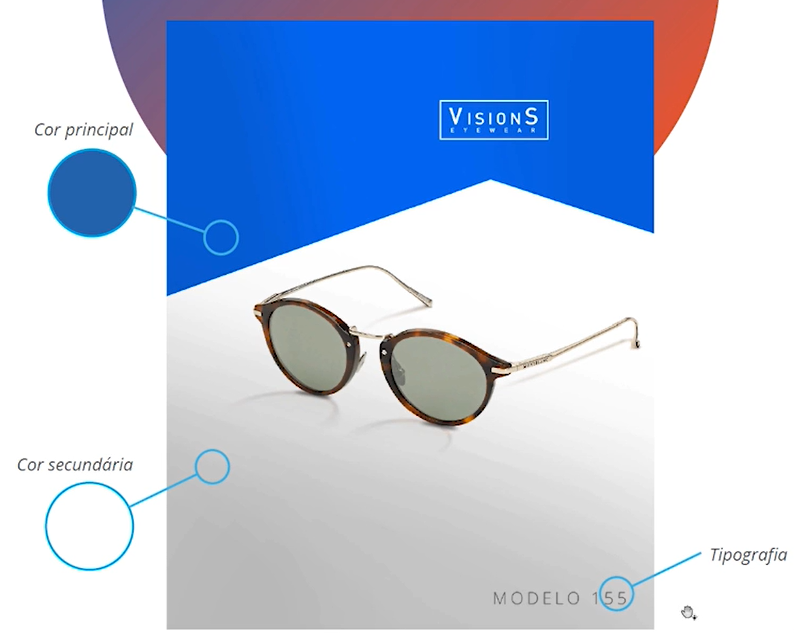 Cor principal
VISIONS
EYEWEAR
Cor secundária
Tipografia
MODELO 155